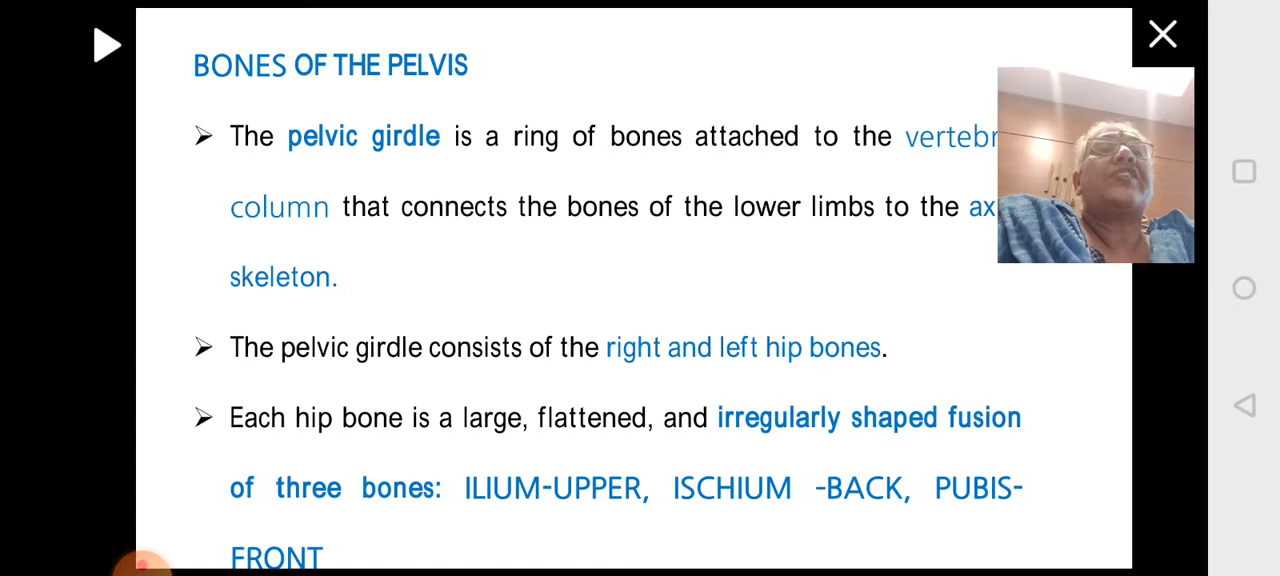 BONES OF THE PELVIS
➢ The pelvic girdle is a ring of bones attached to the
column that connects the bones of the lower limbs to the
skeleton.
➢ The pelvic girdle consists of the right and left hip bones.
➢ Each hip bone is a large, flattened, and irregularly shaped fusion
of three bones: ILIUM-UPPER, ISCHIUM -BACK, PUBIS-
FRONT